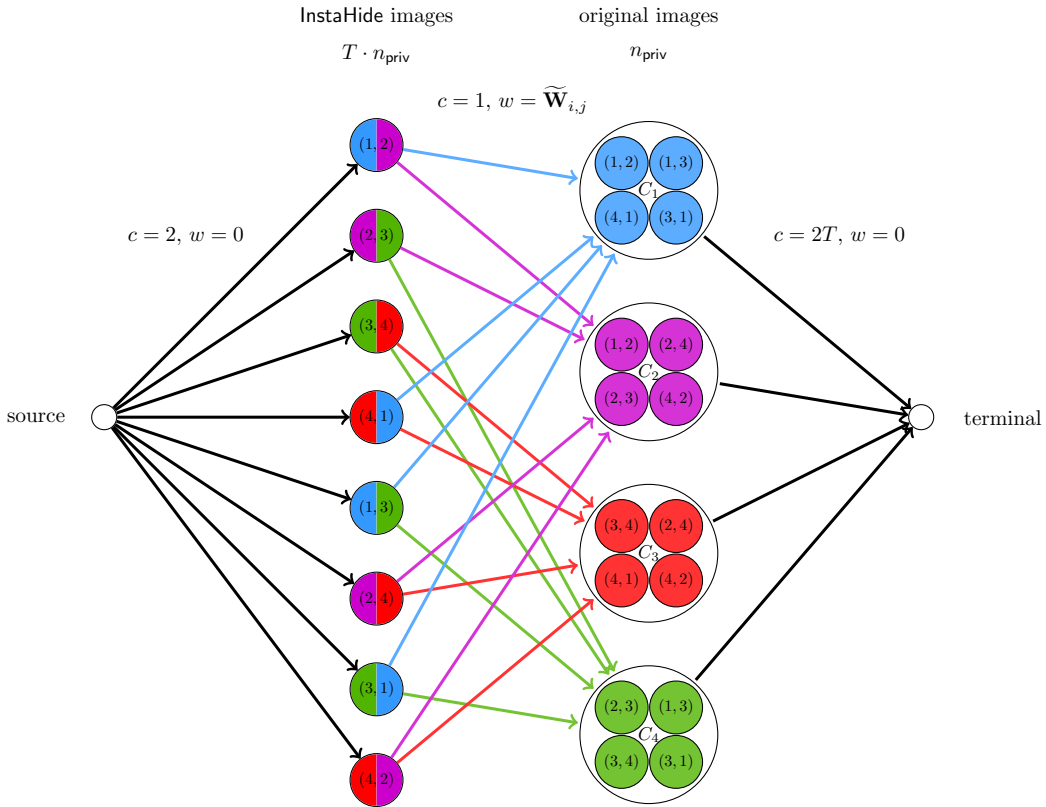 InstaHide images
original images
T · n_priv
n_priv
c = 1, w = W̃_{i,j}
(1, 2)
(1, 2) (1, 3)
C_1
(4, 1) (3, 1)
c = 2, w = 0
(2, 3)
c = 2T, w = 0
(3, 4)
(1, 2) (2, 4)
C_2
(2, 3) (4, 2)
source
(4, 1)
terminal
(1, 3)
(3, 4) (2, 4)
C_3
(4, 1) (4, 2)
(2, 4)
(3, 1)
(2, 3) (1, 3)
C_4
(3, 4) (3, 1)
(4, 2)